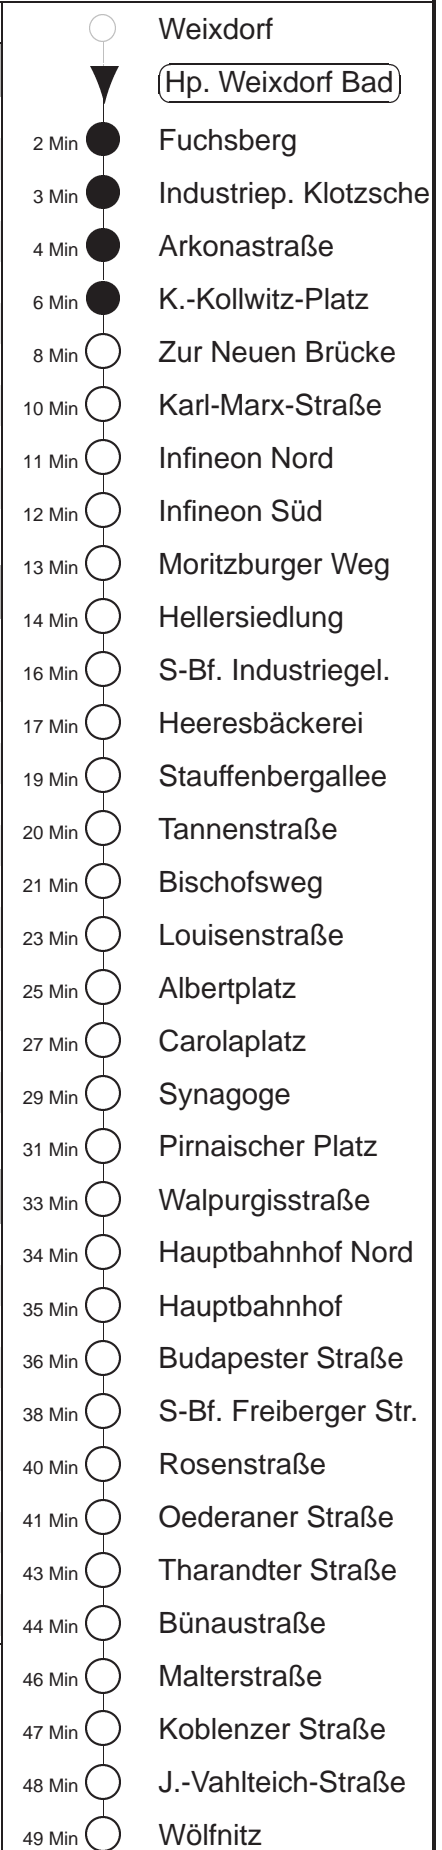 Weixdorf
Hp. Weixdorf Bad
2 Min Fuchsberg
3 Min Industriep. Klotzsche
4 Min Arkonastraße
6 Min K.-Kollwitz-Platz
8 Min Zur Neuen Brücke
10 Min Karl-Marx-Straße
11 Min Infineon Nord
12 Min Infineon Süd
13 Min Moritzburger Weg
14 Min Hellersiedlung
16 Min S-Bf. Industriegel.
17 Min Heeresbäckerei
19 Min Stauffenbergallee
20 Min Tannenstraße
21 Min Bischofsweg
23 Min Louisenstraße
25 Min Albertplatz
27 Min Carolaplatz
29 Min Synagoge
31 Min Pirnaischer Platz
33 Min Walpurgisstraße
34 Min Hauptbahnhof Nord
35 Min Hauptbahnhof
36 Min Budapester Straße
38 Min S-Bf. Freiberger Str.
40 Min Rosenstraße
41 Min Oederaner Straße
43 Min Tharandter Straße
44 Min Bünaustraße
46 Min Malterstraße
47 Min Koblenzer Straße
48 Min J.-Vahlteich-Straße
49 Min Wölfnitz